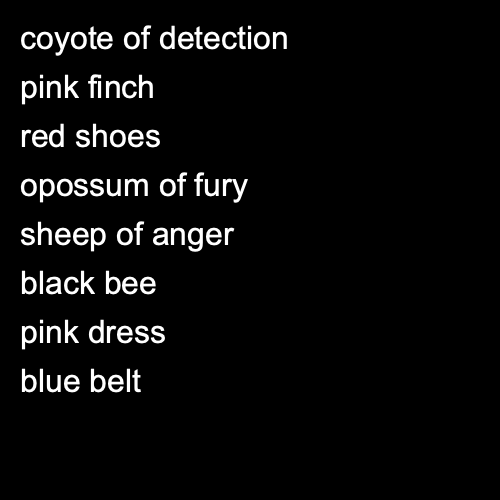 coyote of detection
pink finch
red shoes
opossum of fury
sheep of anger
black bee
pink dress
blue belt